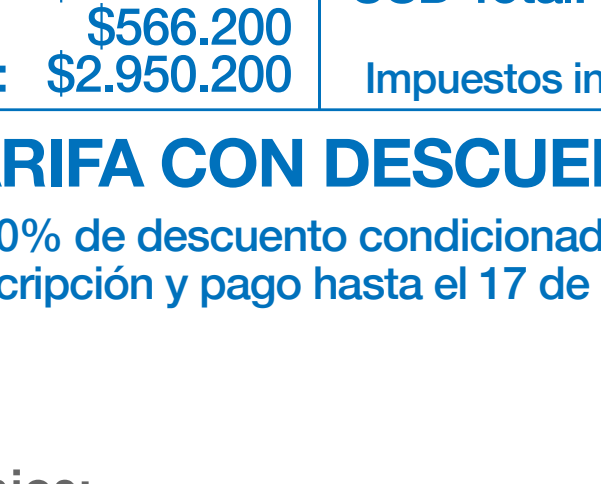 $566.200
: $2.950.200
Impuestos in
ARIFA CON DESCUE
0% de descuento condicionad
cripción y pago hasta el 17 de